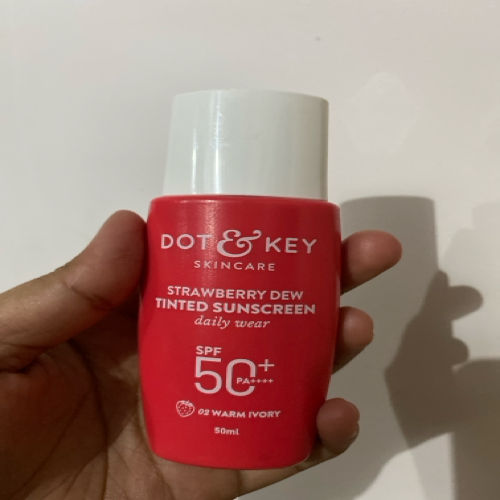 DOT & KEY
SKINCARE
STRAWBERRY DEW
TINTED SUNSCREEN
daily wear
SPF
50+
PA++++
02 WARM IVORY
50ml